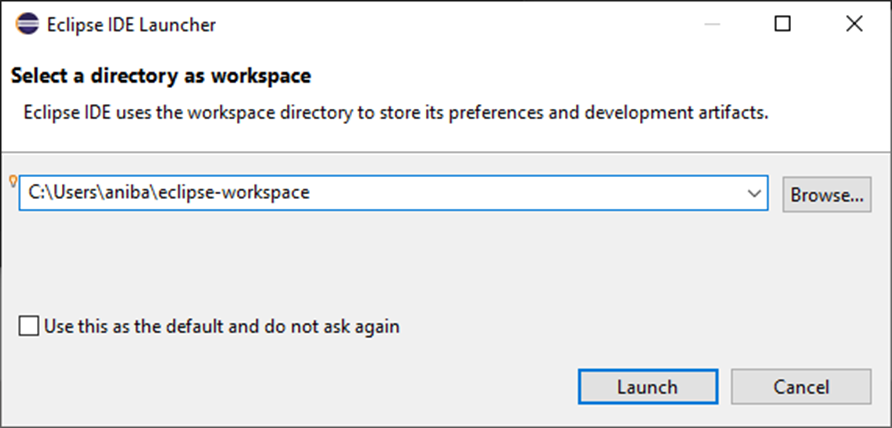 Eclipse IDE Launcher
Select a directory as workspace
Eclipse IDE uses the workspace directory to store its preferences and development artifacts.
C:\Users\aniba\eclipse-workspace
Browse...
Use this as the default and do not ask again
Launch
Cancel